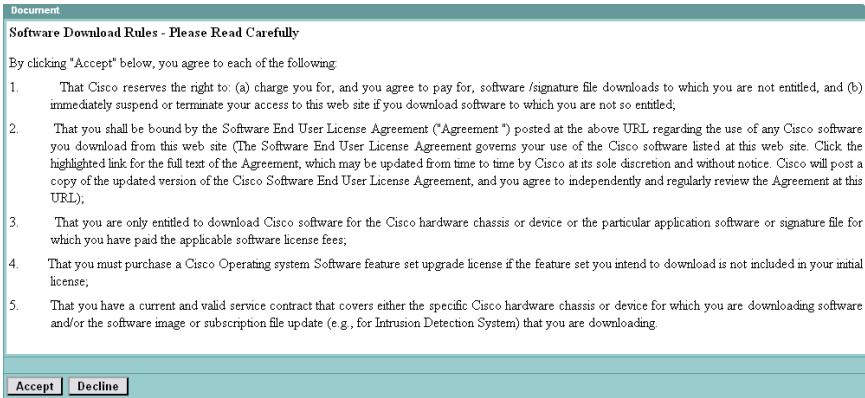 Document
Software Download Rules - Please Read Carefully
By clicking "Accept" below, you agree to each of the following:
1. That Cisco reserves the right to: (a) charge you for, and you agree to pay for, software /signature file downloads to which you are not entitled, and (b)
immediately suspend or terminate your access to this web site if you download software to which you are not so entitled;
2. That you shall be bound by the Software End User License Agreement ("Agreement ") posted at the above URL regarding the use of any Cisco software
you download from this web site (The Software End User License Agreement governs your use of the Cisco software listed at this web site. Click the
highlighted link for the full text of the Agreement, which may be updated from time to time by Cisco at its sole discretion and without notice. Cisco will post a
copy of the updated version of the Cisco Software End User License Agreement, and you agree to independently and regularly review the Agreement at this
URL);
3. That you are only entitled to download Cisco software for the Cisco hardware chassis or device or the particular application software or signature file for
which you have paid the applicable software license fees;
4. That you must purchase a Cisco Operating system Software feature set upgrade license if the feature set you intend to download is not included in your initial
license;
5. That you have a current and valid service contract that covers either the specific Cisco hardware chassis or device for which you are downloading software
and/or the software image or subscription file update (e.g., for Intrusion Detection System) that you are downloading.
Accept Decline